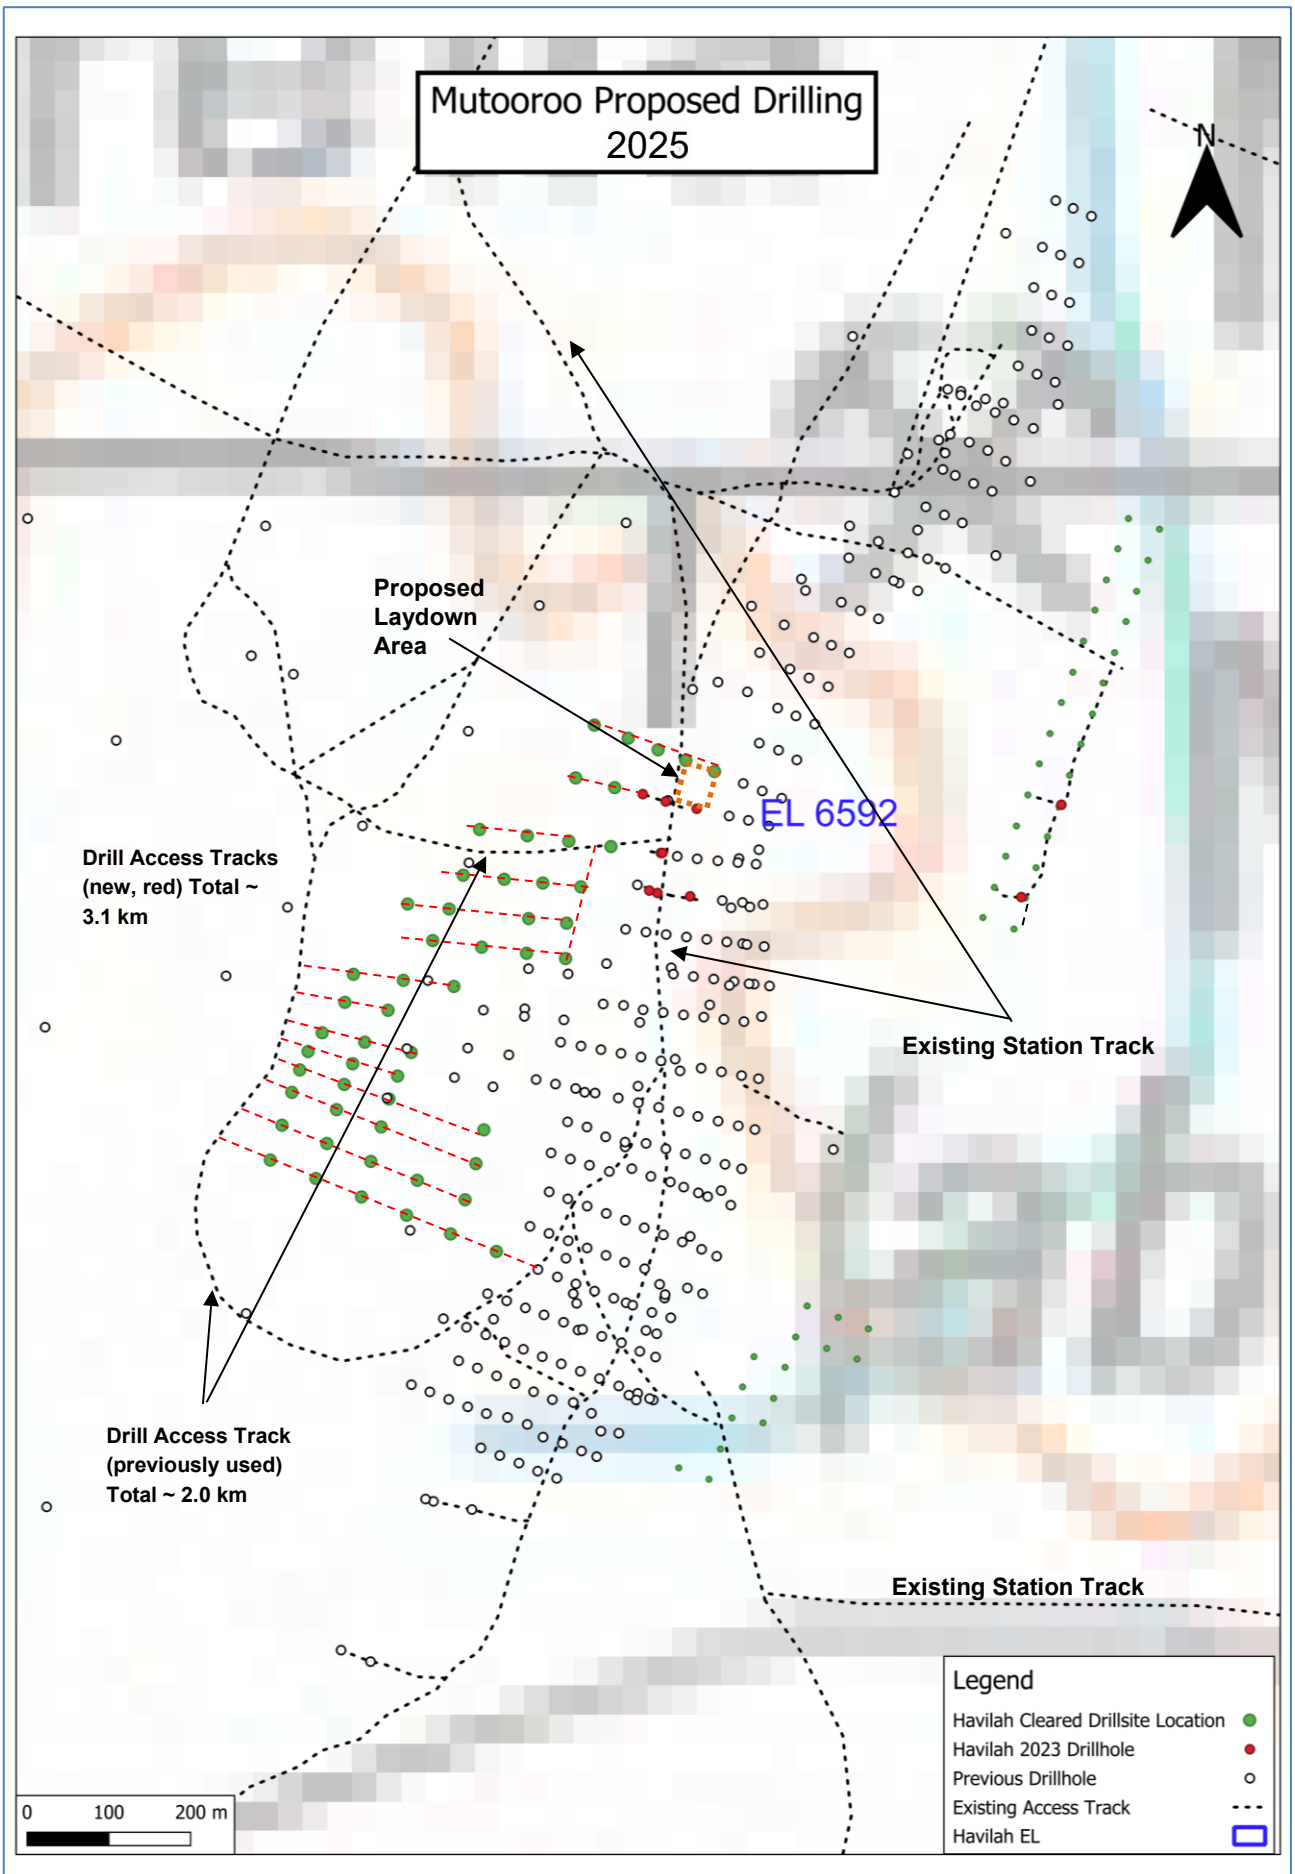 Mutooroo Proposed Drilling
2025
N
Proposed
Laydown
Area
EL 6592
Drill Access Tracks
(new, red) Total ~
3.1 km
Existing Station Track
Drill Access Track
(previously used)
Total ~ 2.0 km
Existing Station Track
Legend
Havilah Cleared Drillsite Location
Havilah 2023 Drillhole
Previous Drillhole
Existing Access Track
Havilah EL
0 100 200 m